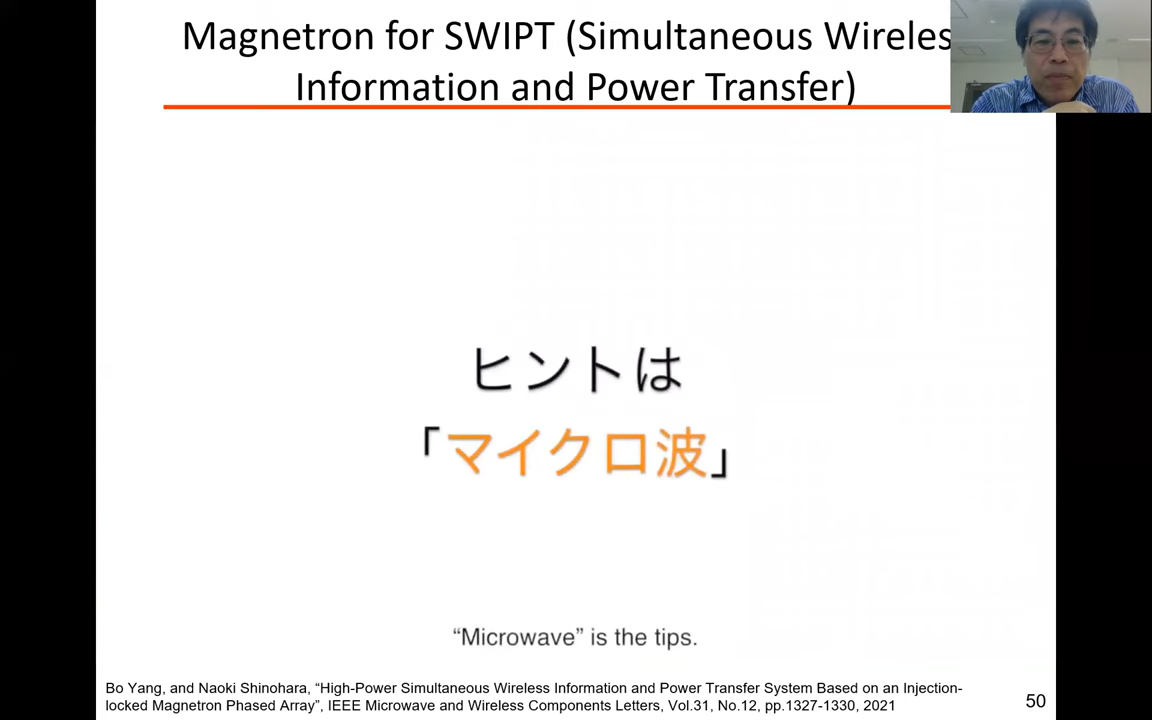 Magnetron for SWIPT (Simultaneous Wireles
Information and Power Transfer)
ヒントは
「マイクロ波」
“Microwave” is the tips.
Bo Yang, and Naoki Shinohara, “High-Power Simultaneous Wireless Information and Power Transfer System Based on an Injection-
locked Magnetron Phased Array”, IEEE Microwave and Wireless Components Letters, Vol.31, No.12, pp.1327-1330, 2021
50